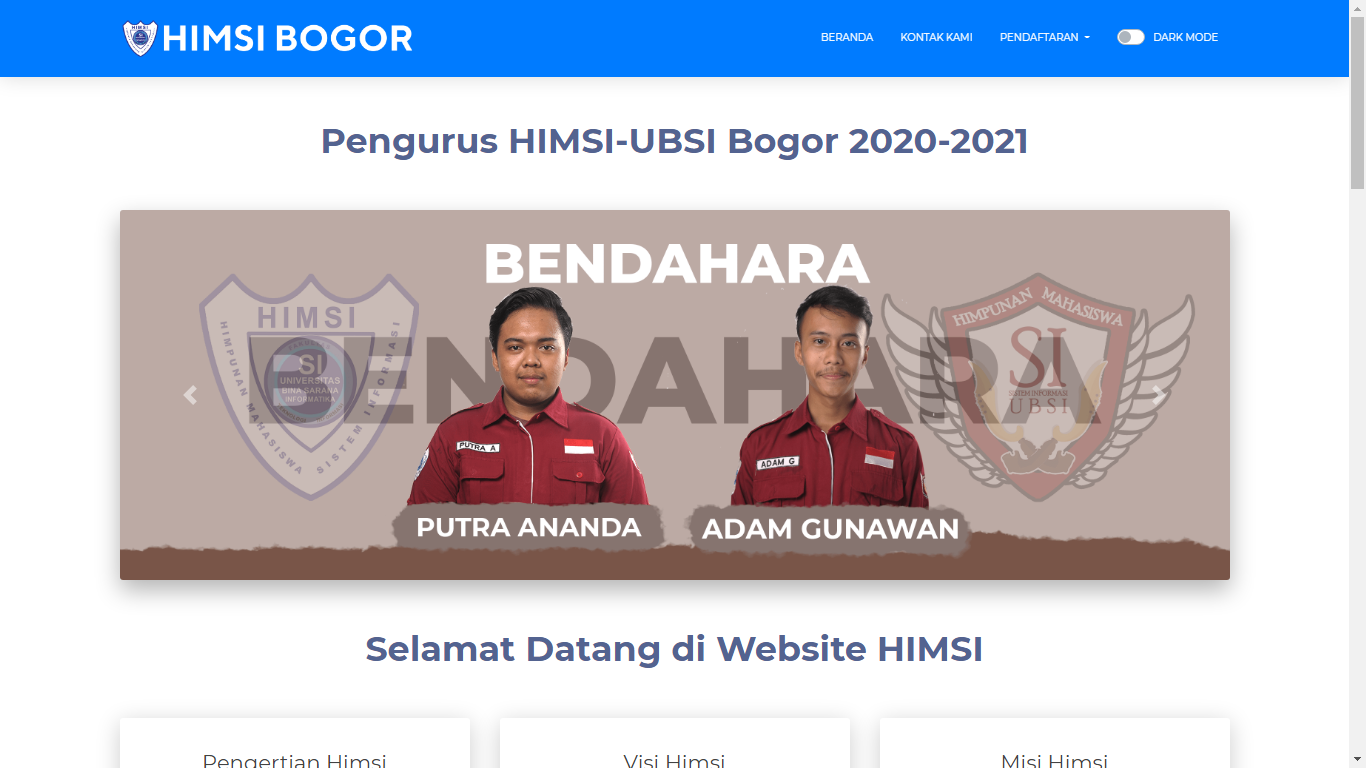 HIMSI
HIMSI BOGOR
BERANDA
KONTAK KAMI
PENDAFTARAN
DARK MODE
Pengurus HIMSI-UBSI Bogor 2020-2021
BENDAHARA
BENDAHARA
HIMSI
HIMPUNAN MAHASISWA SISTEM INFORMASI
SI
UNIVERSITAS
BINA SARANA
INFORMATIKA
HIMPUNAN MAHASISWA
SI
SISTEM INFORMASI
UBSI
PUTRA A
ADAM G
PUTRA ANANDA
ADAM GUNAWAN
Selamat Datang di Website HIMSI
Pengertian Himsi
Visi Himsi
Misi Himsi